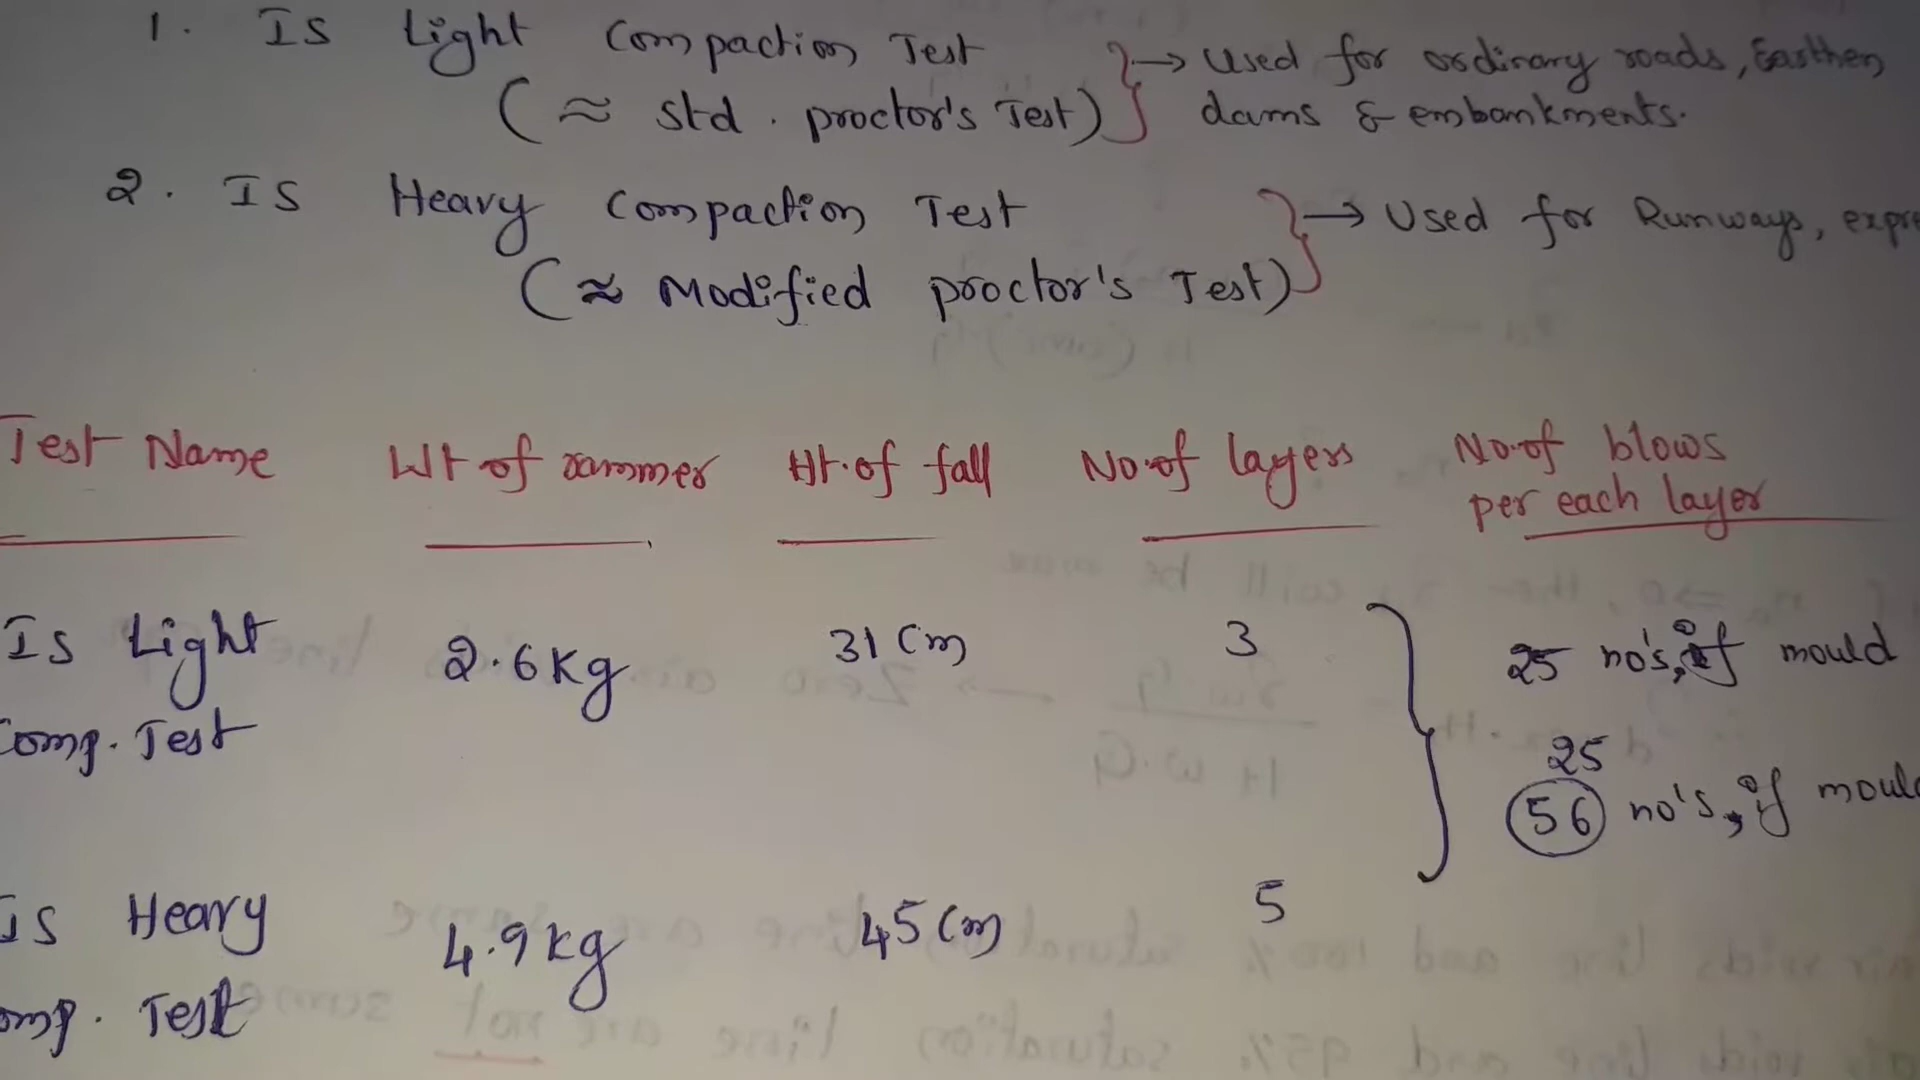 1. IS Light Compaction Test → Used for ordinary roads, Earthen
(≈ std. proctor's Test) dams & embankments.
2. IS Heavy Compaction Test → Used for Runways, expre
(≈ Modified proctor's Test)
Test Name Wt of rammer Ht. of fall No. of layers No. of blows
per each layer
Is Light 2.6 Kg 31 Cm 3 25 no's, if mould
Comp. Test 25
56 no's, if mould
IS Heavy 4.9 kg 45 Cm 5
omp. Test